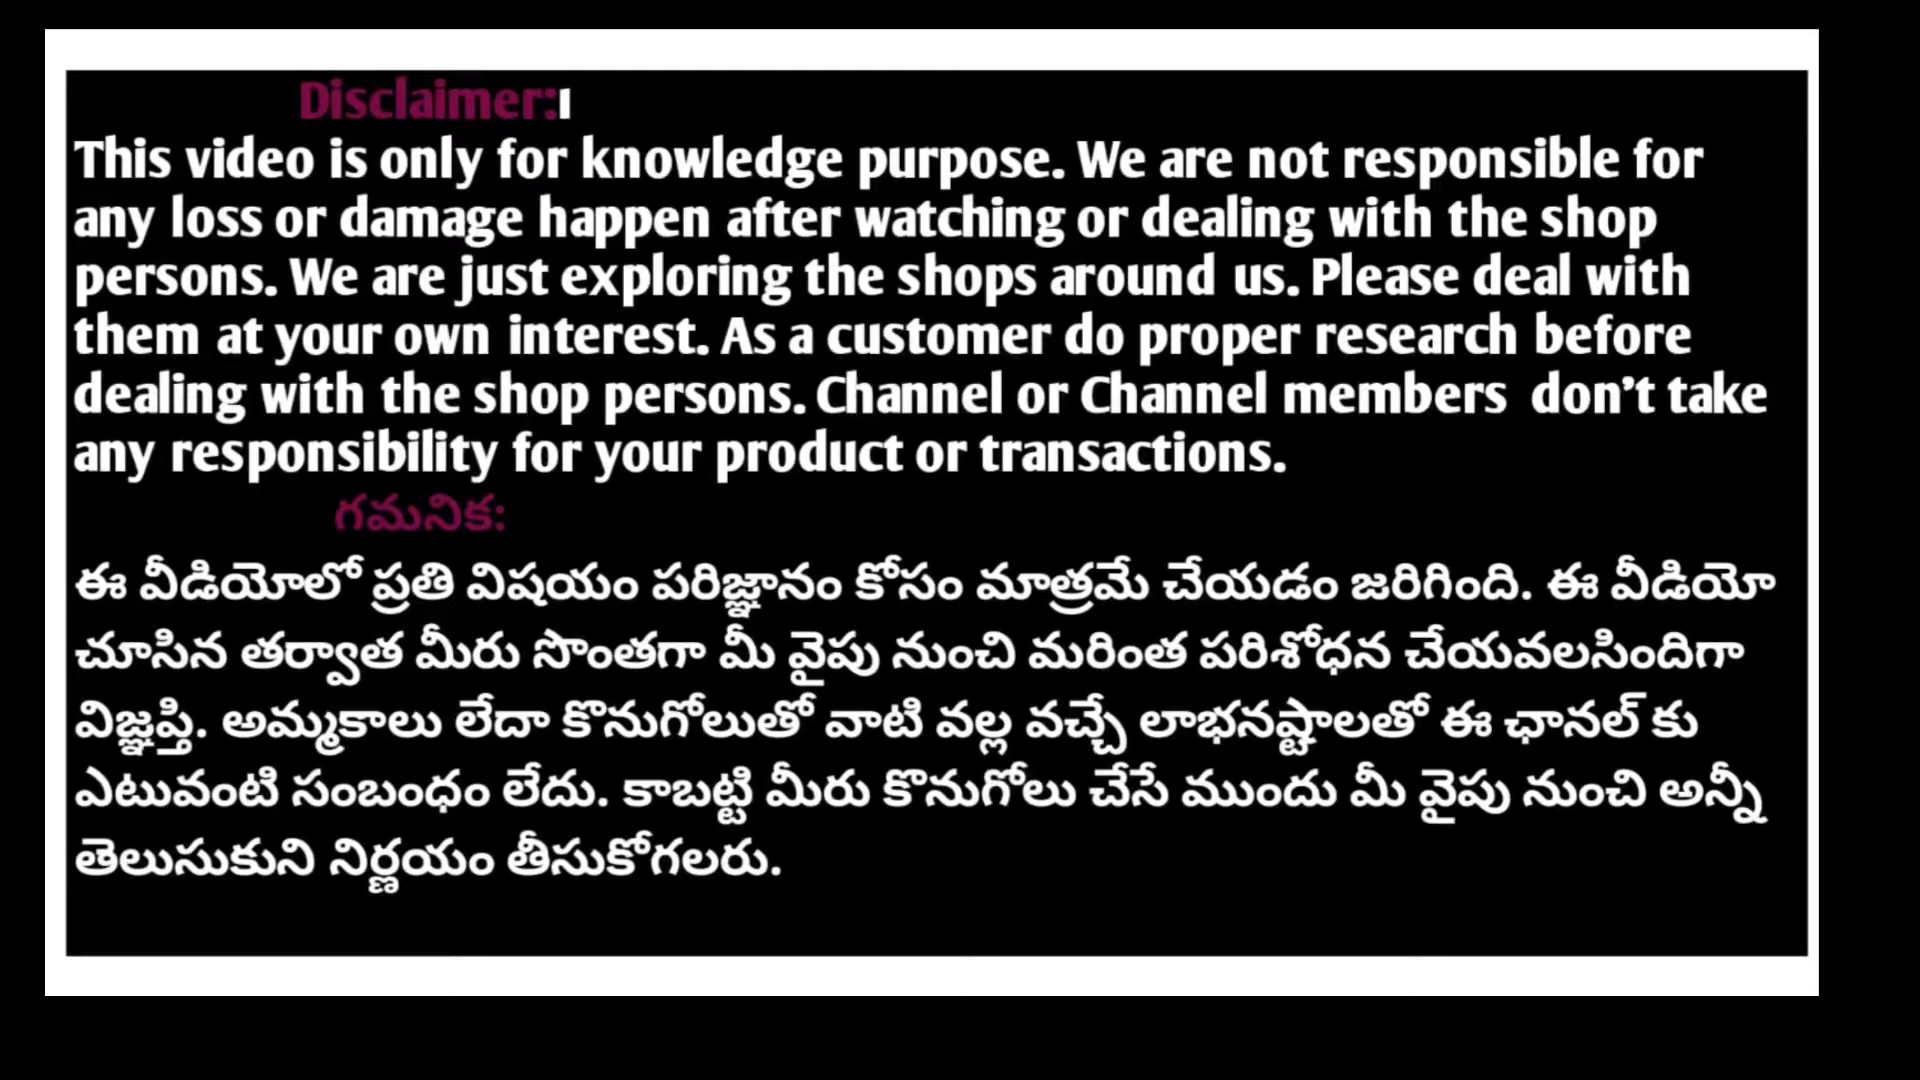 Disclaimer:
This video is only for knowledge purpose. We are not responsible for
any loss or damage happen after watching or dealing with the shop
persons. We are just exploring the shops around us. Please deal with
them at your own interest. As a customer do proper research before
dealing with the shop persons. Channel or Channel members don't take
any responsibility for your product or transactions.
గమనిక:
ఈ వీడియోలో ప్రతి విషయం పరిజ్ఞానం కోసం మాత్రమే చేయడం జరిగింది. ఈ వీడియో
చూసిన తర్వాత మీరు సొంతగా మీ వైపు నుంచి మరింత పరిశోధన చేయవలసిందిగా
విజ్ఞప్తి. అమ్మకాలు లేదా కొనుగోలుతో వాటి వల్ల వచ్చే లాభనష్టాలతో ఈ ఛానల్ కు
ఎటువంటి సంబంధం లేదు. కాబట్టి మీరు కొనుగోలు చేసే ముందు మీ వైపు నుంచి అన్నీ
తెలుసుకుని నిర్ణయం తీసుకోగలరు.